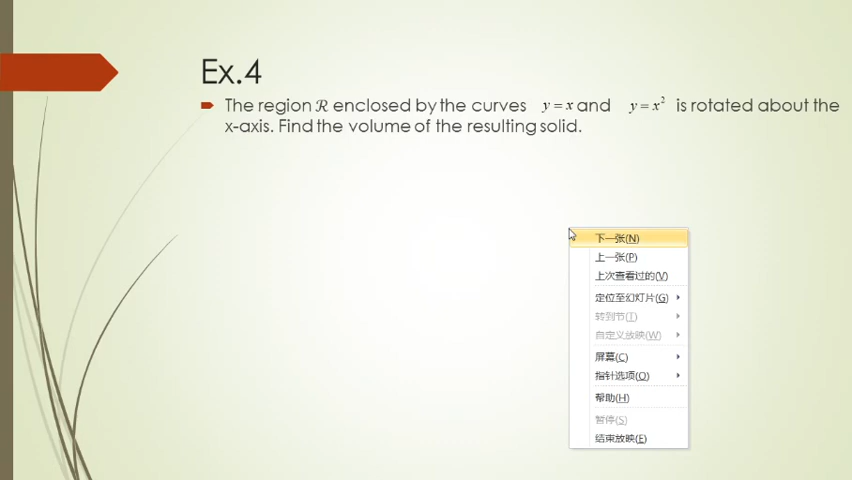 Ex.4
The region ℛ enclosed by the curves y = x and y = x² is rotated about the
x-axis. Find the volume of the resulting solid.
下一张(N)
上一张(P)
上次查看过的(V)
定位至幻灯片(G)
转到节(T)
自定义放映(W)
屏幕(C)
指针选项(O)
帮助(H)
暂停(S)
结束放映(E)